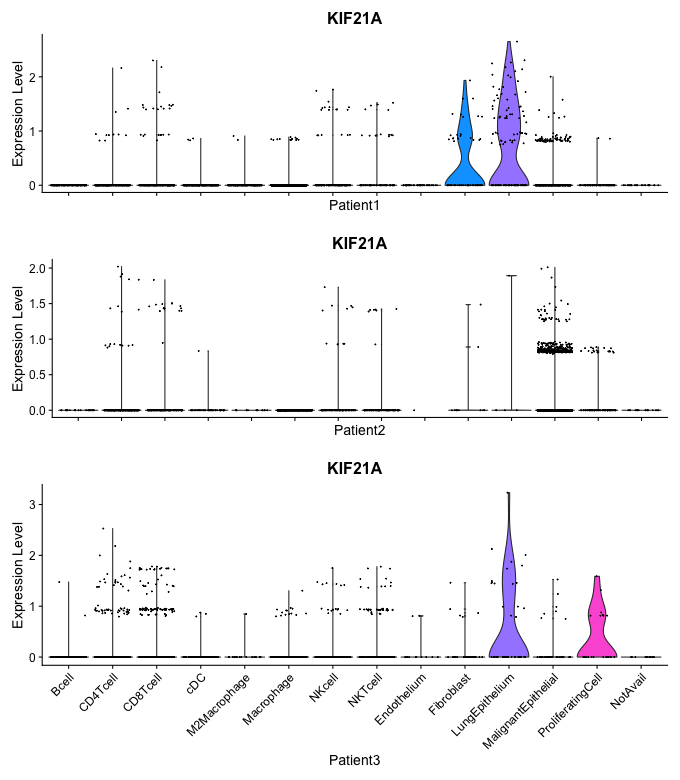 KIF21A
Expression Level
2
1
0
Patient1
KIF21A
Expression Level
2.0
1.5
1.0
0.5
0.0
Patient2
KIF21A
Expression Level
3
2
1
0
Bcell
CD4Tcell
CD8Tcell
cDC
M2Macrophage
Macrophage
NKcell
NKTcell
Endothelium
Fibroblast
LungEpithelium
MalignantEpithelial
ProliferatingCell
NotAvail
Patient3